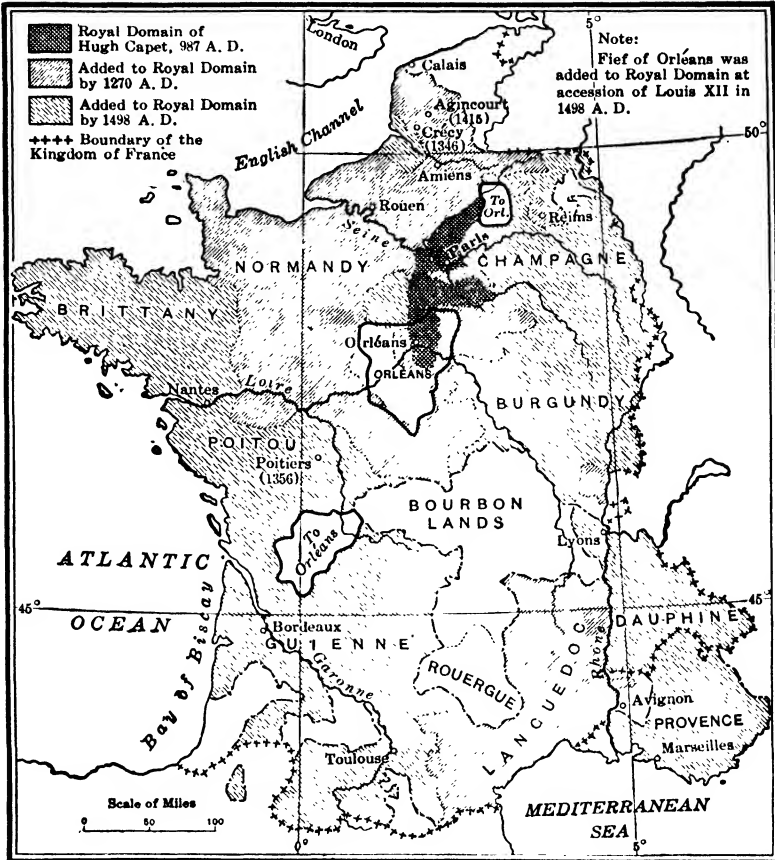 Royal Domain of
Hugh Capet, 987 A. D.
Added to Royal Domain
by 1270 A. D.
Added to Royal Domain
by 1498 A. D.
++++ Boundary of the
Kingdom of France
Note:
Fief of Orléans was
added to Royal Domain at
accession of Louis XII in
1498 A. D.
London
5°
50°
Calais
Agincourt
(1415)
Crécy
(1346)
English Channel
Amiens
Rouen
Seine
To
Orl.
Reims
Paris
NORMANDY
CHAMPAGNE
BRITTANY
Orléans
ORLÉANS
Nantes
Loire
BURGUNDY
POITOU
Poitiers
(1356)
BOURBON
LANDS
To
Orléans
Lyons
ATLANTIC
OCEAN
45°
45°
Bay of Biscay
Bordeaux
GUIENNE
Garonne
ROUERGUE
LANGUEDOC
Rhone
DAUPHINE
Avignon
PROVENCE
Marseilles
Toulouse
MEDITERRANEAN
SEA
Scale of Miles
0 50 100
0°
5°